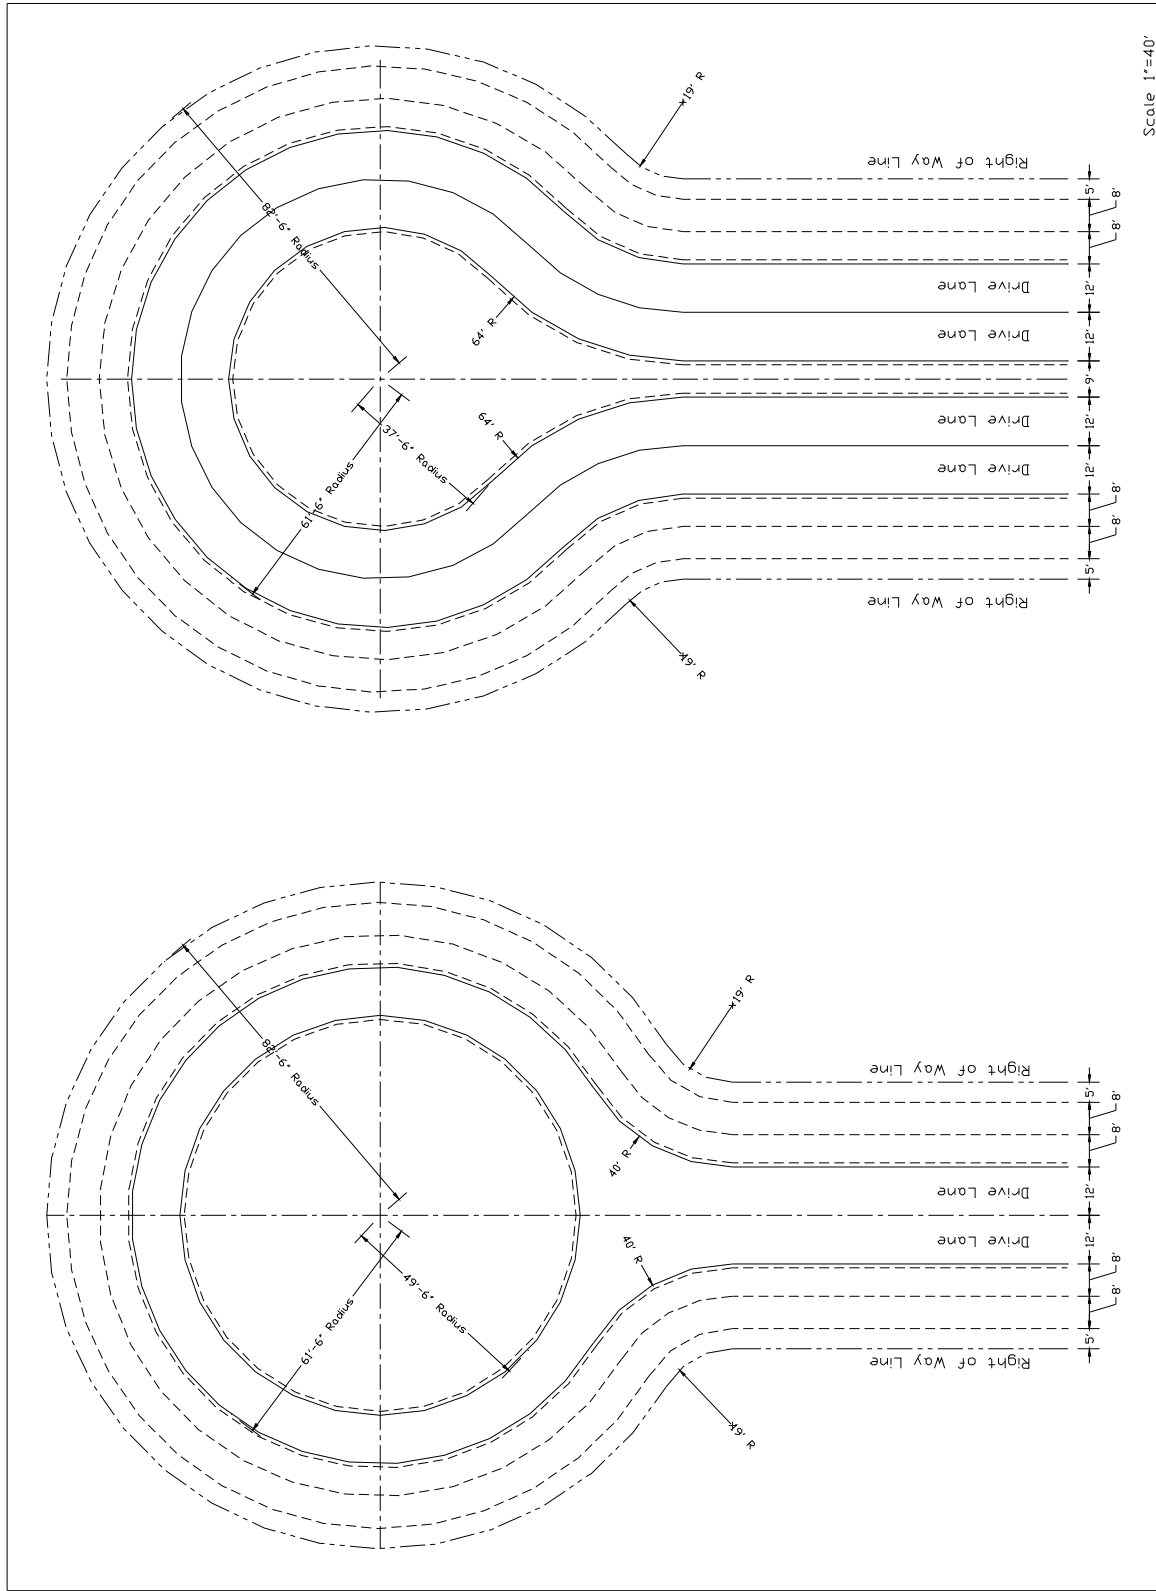 Scale 1"=40'
19' R
Right of Way Line
82'-6" Radius
5'
8'
8'
Drive Lane
12'
64' R
Drive Lane
12'
9'
37'-6" Radius
64' R
Drive Lane
12'
61'-6" Radius
Drive Lane
12'
8'
8'
5'
Right of Way Line
19' R
19' R
Right of Way Line
82'-6" Radius
5'
8'
8'
40' R
Drive Lane
12'
Drive Lane
12'
40' R
49'-6" Radius
61'-6" Radius
8'
8'
5'
Right of Way Line
19' R